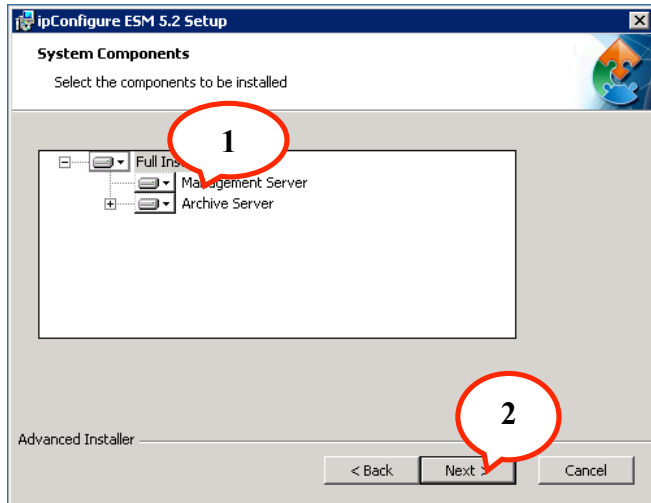 ipConfigure ESM 5.2 Setup
System Components
Select the components to be installed
1
Full Ins
Management Server
Archive Server
2
Advanced Installer
< Back
Next >
Cancel